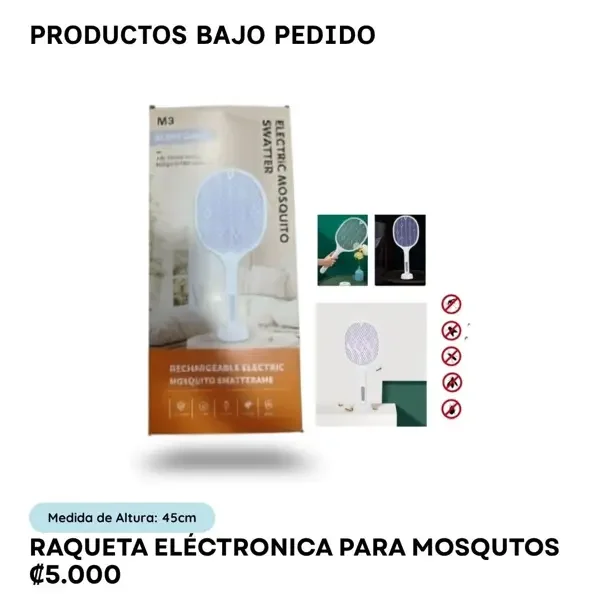 PRODUCTOS BAJO PEDIDO
M3
ELECTRIC MOSQUITO
SWATTER
RECHARGEABLE ELECTRIC
Medida de Altura: 45cm
RAQUETA ELÉCTRONICA PARA MOSQUTOS
₡5.000